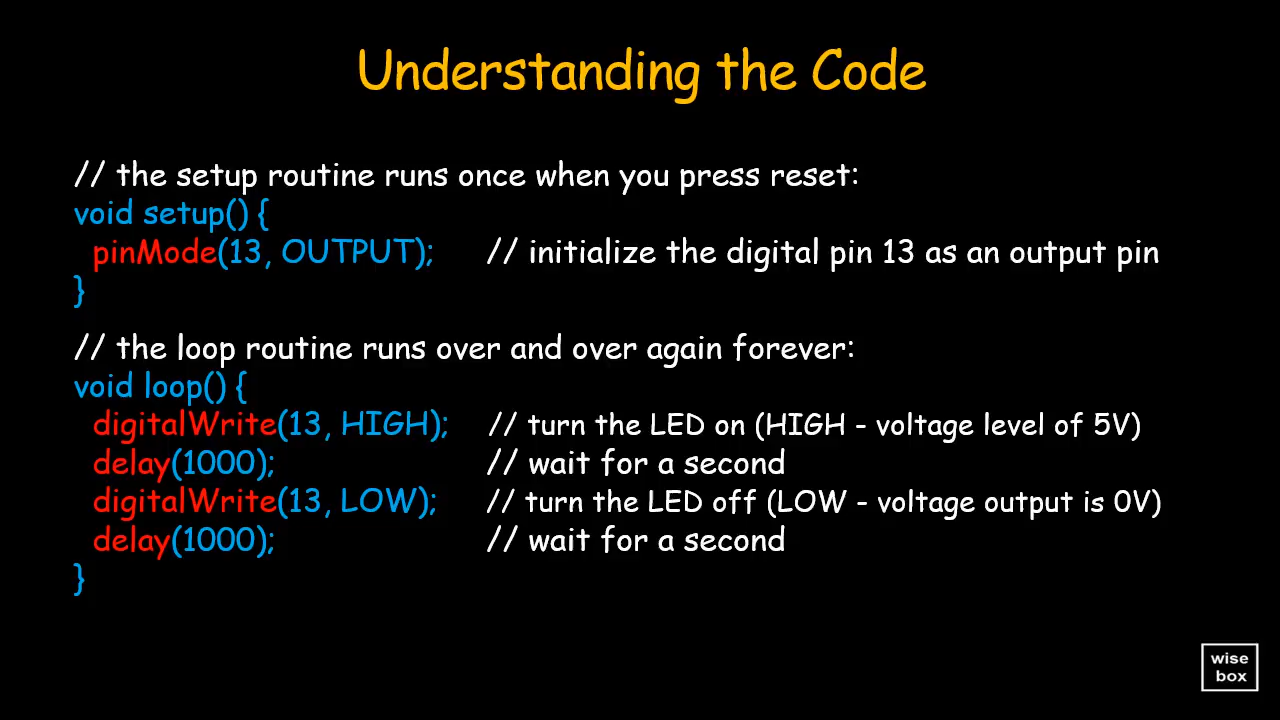 Understanding the Code
// the setup routine runs once when you press reset:
void setup() {
pinMode(13, OUTPUT); // initialize the digital pin 13 as an output pin
}
// the loop routine runs over and over again forever:
void loop() {
digitalWrite(13, HIGH); // turn the LED on (HIGH - voltage level of 5V)
delay(1000); // wait for a second
digitalWrite(13, LOW); // turn the LED off (LOW - voltage output is 0V)
delay(1000); // wait for a second
}
wise
box